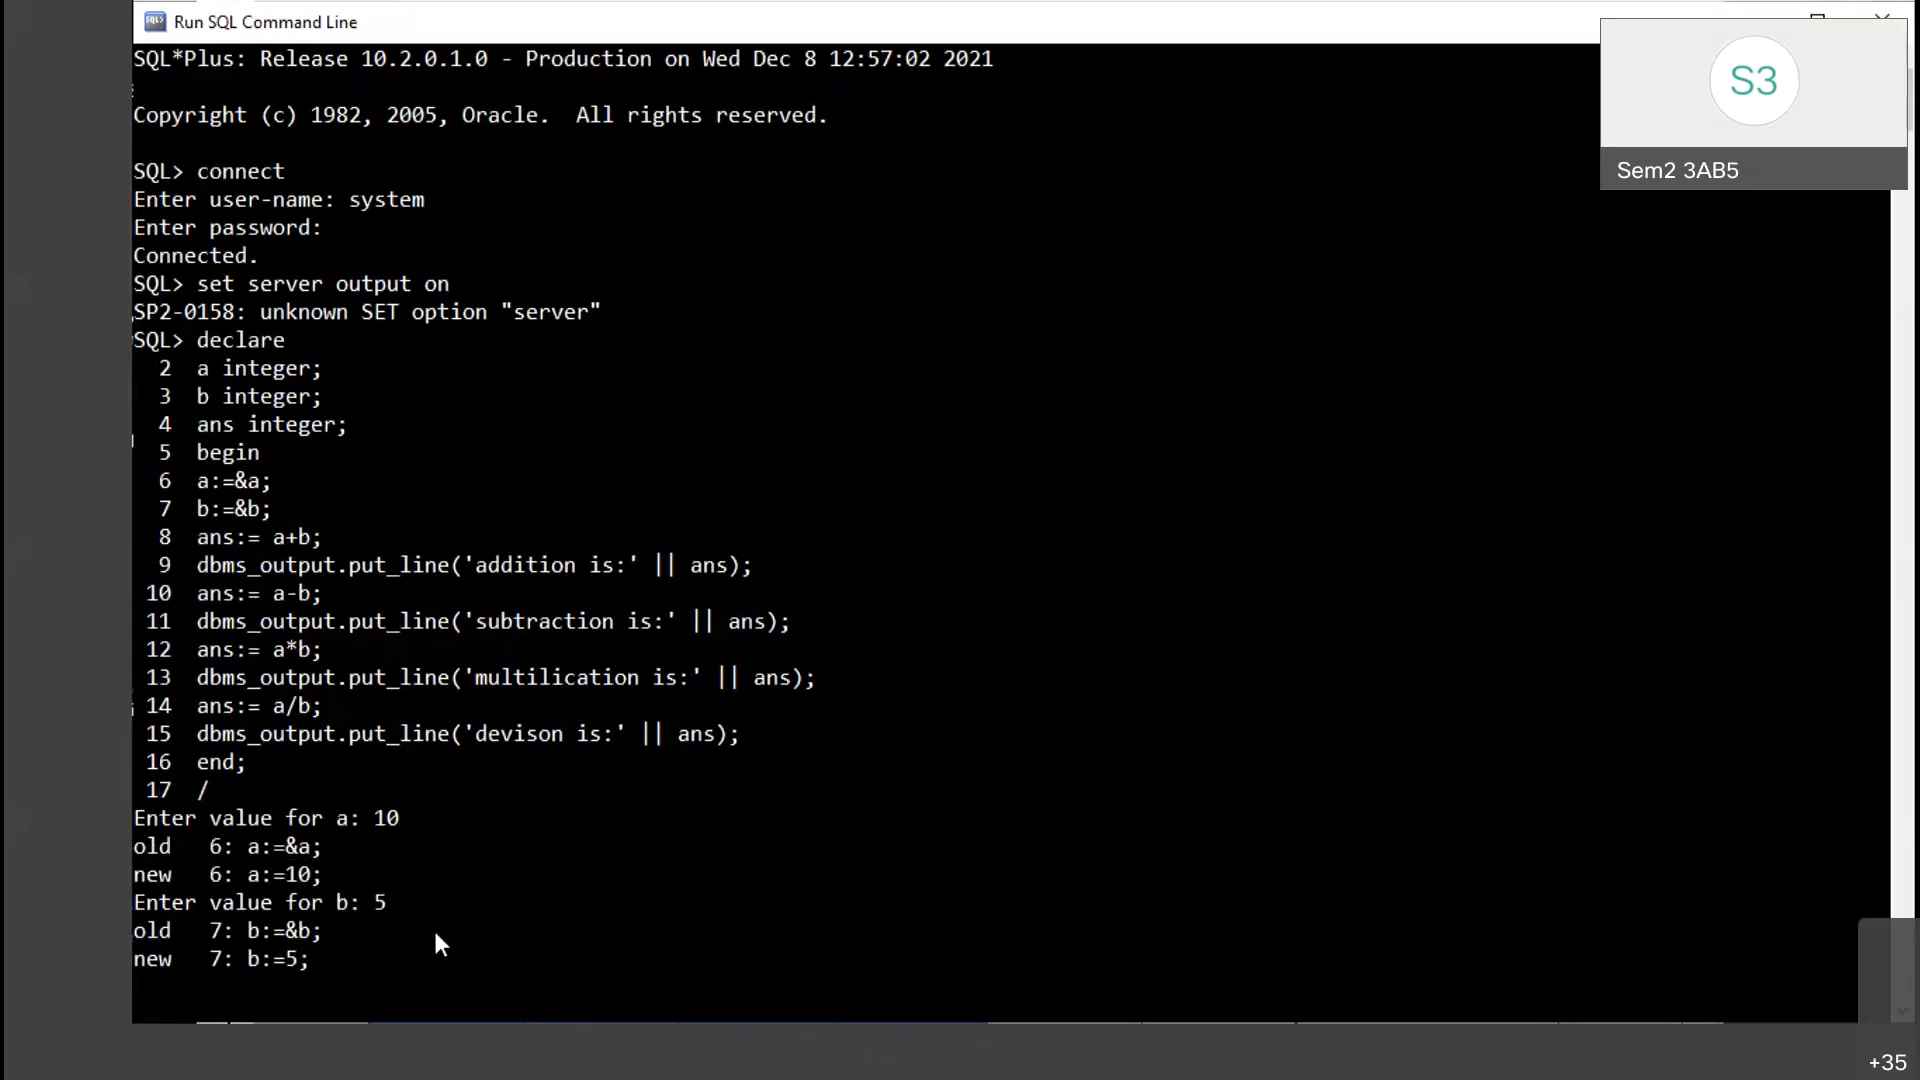 Run SQL Command Line
SQL*Plus: Release 10.2.0.1.0 - Production on Wed Dec 8 12:57:02 2021
S3
Copyright (c) 1982, 2005, Oracle.  All rights reserved.
Sem2 3AB5
SQL> connect
Enter user-name: system
Enter password:
Connected.
SQL> set server output on
SP2-0158: unknown SET option "server"
SQL> declare
  2  a integer;
  3  b integer;
  4  ans integer;
  5  begin
  6  a:=&a;
  7  b:=&b;
  8  ans:= a+b;
  9  dbms_output.put_line('addition is:' || ans);
 10  ans:= a-b;
 11  dbms_output.put_line('subtraction is:' || ans);
 12  ans:= a*b;
 13  dbms_output.put_line('multilication is:' || ans);
 14  ans:= a/b;
 15  dbms_output.put_line('devison is:' || ans);
 16  end;
 17  /
Enter value for a: 10
old   6: a:=&a;
new   6: a:=10;
Enter value for b: 5
old   7: b:=&b;
new   7: b:=5;
+35